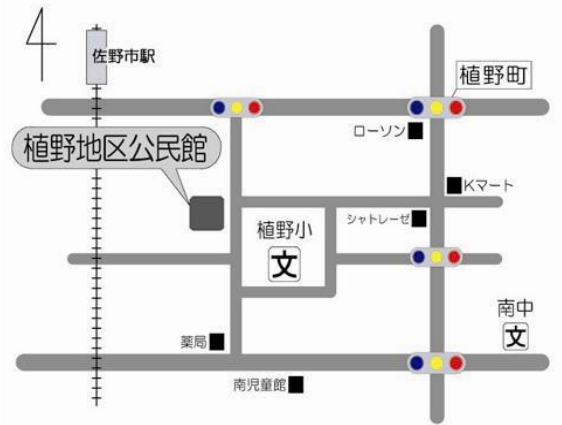 佐野市駅
植野町
ローソン
植野地区公民館
Kマート
シャトレーゼ
植野小
文
南中
文
薬局
南児童館